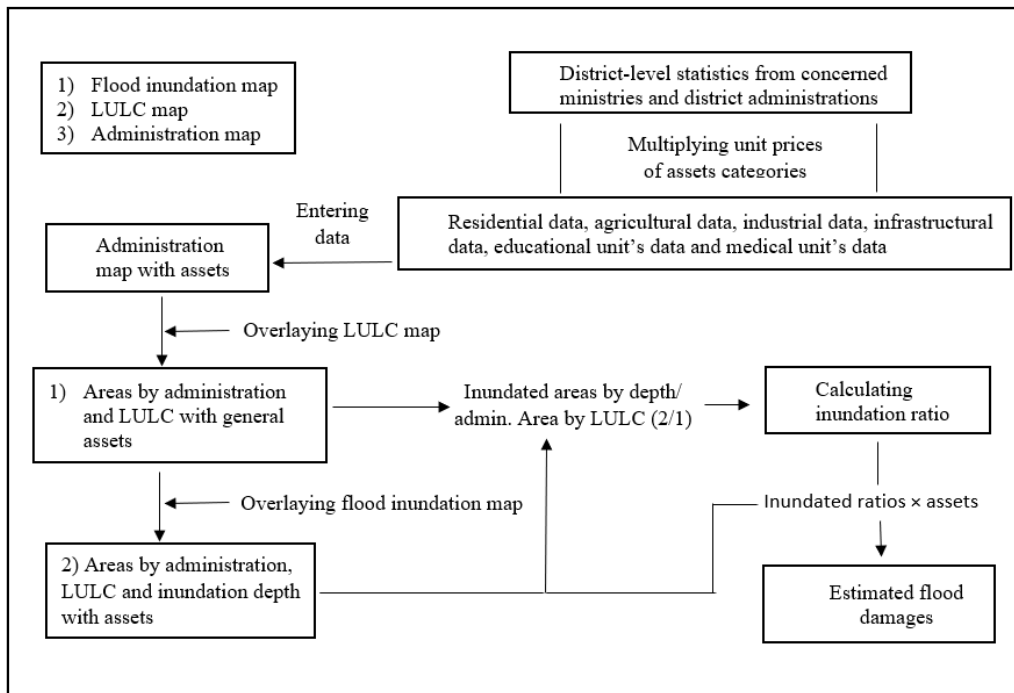 1) Flood inundation map
2) LULC map
3) Administration map
District-level statistics from concerned
ministries and district administrations
Multiplying unit prices
of assets categories
Residential data, agricultural data, industrial data, infrastructural
data, educational unit's data and medical unit's data
Entering
data
Administration
map with assets
Overlaying LULC map
1) Areas by administration
and LULC with general
assets
Inundated areas by depth/
admin. Area by LULC (2/1)
Calculating
inundation ratio
Overlaying flood inundation map
Inundated ratios × assets
2) Areas by administration,
LULC and inundation depth
with assets
Estimated flood
damages